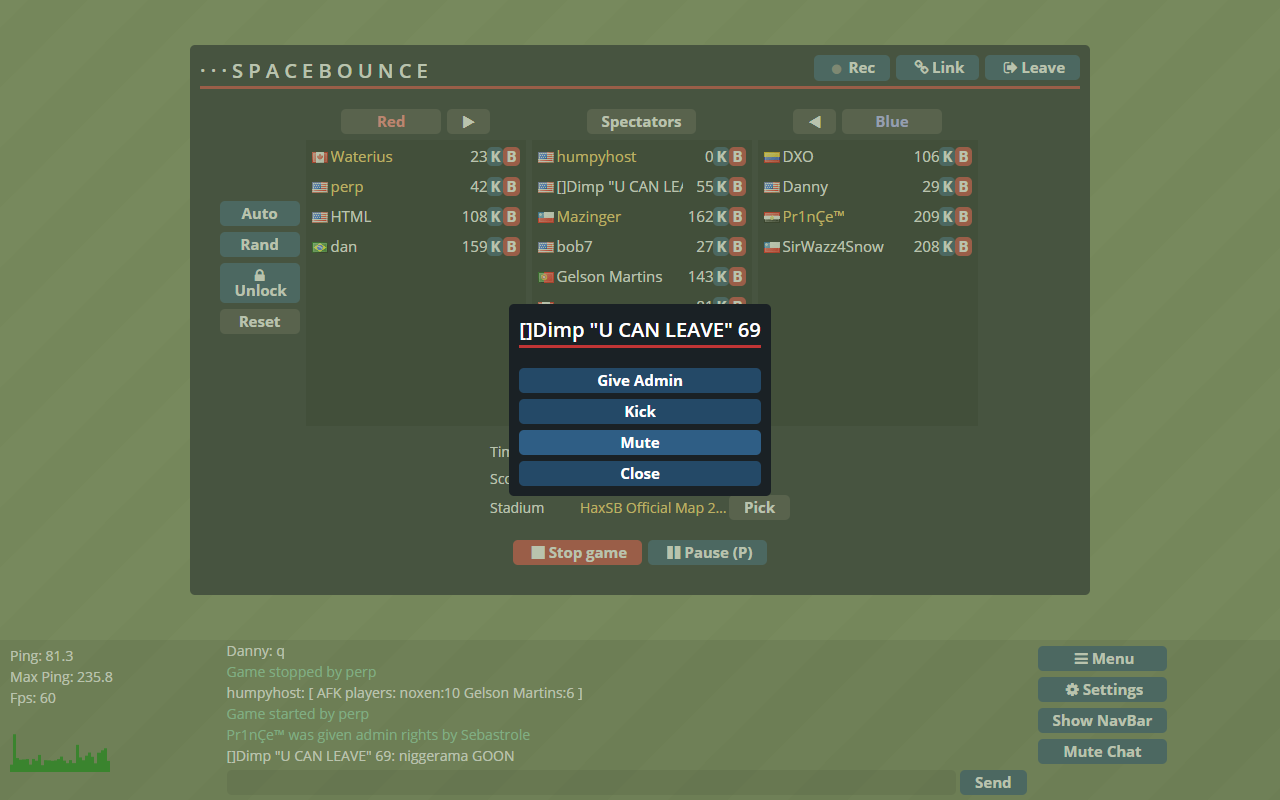 ···SPACEBOUNCE
Rec Link Leave
Red Spectators Blue
Waterius 23 K B humpyhost 0 K B DXO 106 K B
perp 42 K B []Dimp "U CAN LEA 55 K B Danny 29 K B
HTML 108 K B Mazinger 162 K B Pr1nÇe™ 209 K B
dan 159 K B bob7 27 K B SirWazz4Snow 208 K B
Gelson Martins 143 K B
Auto
Rand
Unlock
Reset
[]Dimp "U CAN LEAVE" 69
Give Admin
Kick
Mute
Close
Stadium HaxSB Official Map 2... Pick
Stop game Pause (P)
Ping: 81.3
Max Ping: 235.8
Fps: 60
Danny: q
Game stopped by perp
humpyhost: [ AFK players: noxen:10 Gelson Martins:6 ]
Game started by perp
Pr1nÇe™ was given admin rights by Sebastrole
[]Dimp "U CAN LEAVE" 69: niggerama GOON
Send
Menu
Settings
Show NavBar
Mute Chat